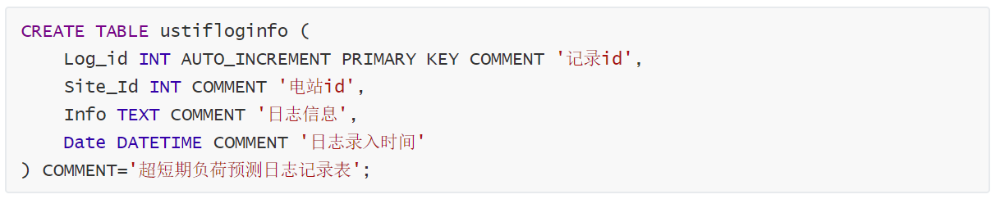 CREATE TABLE ustifloginfo (
    Log_id INT AUTO_INCREMENT PRIMARY KEY COMMENT '记录id',
    Site_Id INT COMMENT '电站id',
    Info TEXT COMMENT '日志信息',
    Date DATETIME COMMENT '日志录入时间'
) COMMENT='超短期负荷预测日志记录表';